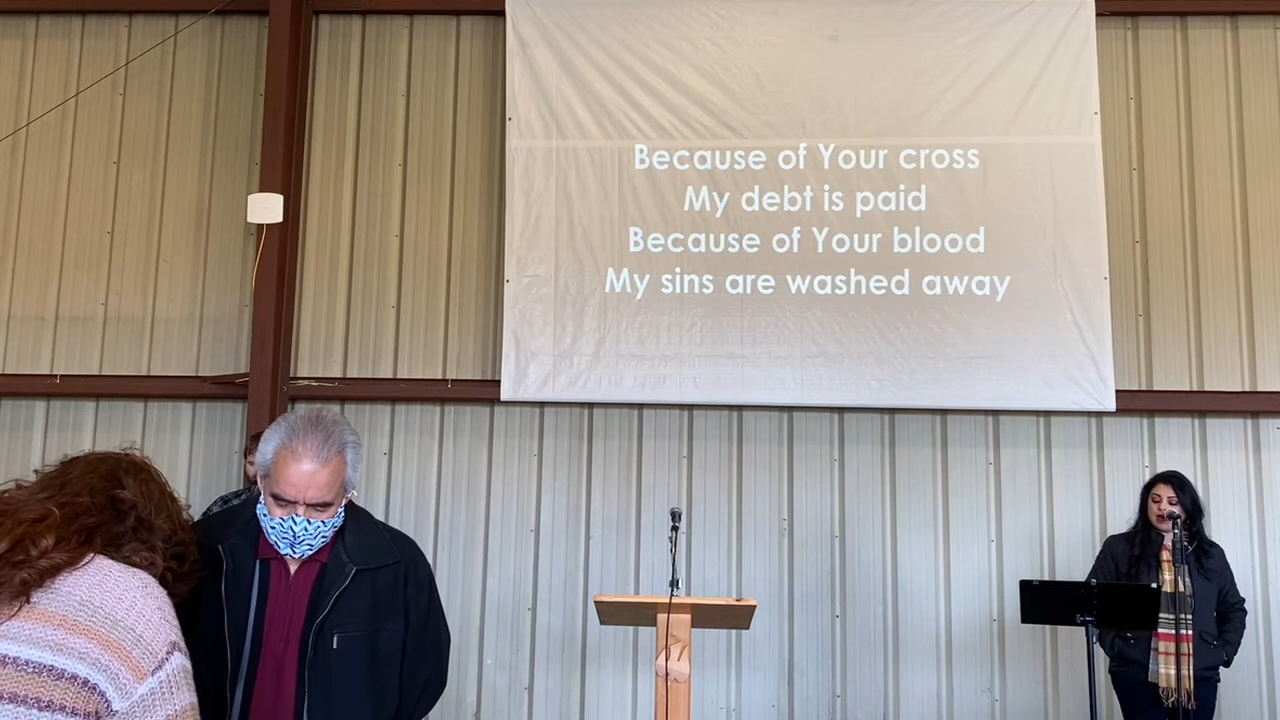 Because of Your cross
My debt is paid
Because of Your blood
My sins are washed away